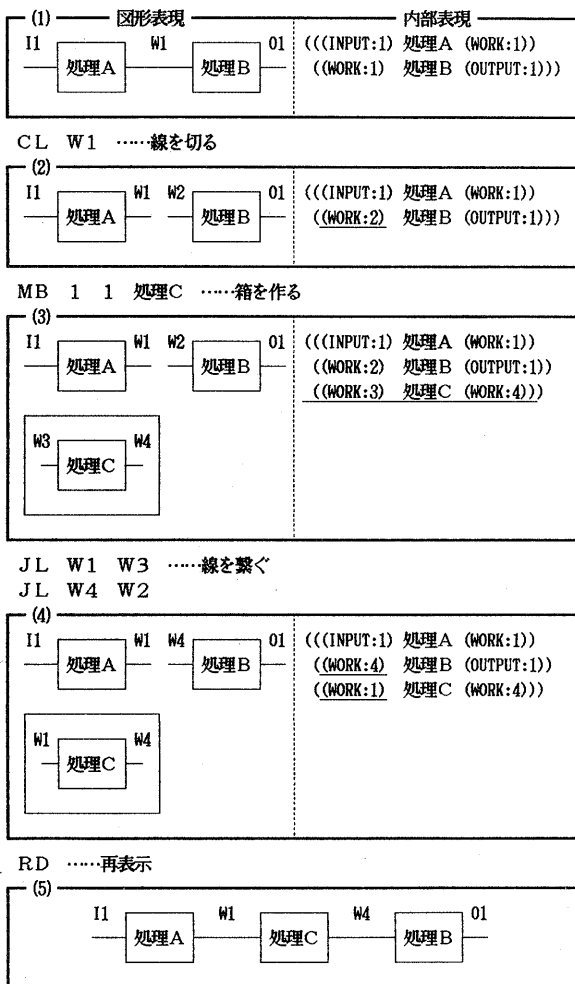 (1) 図形表現 内部表現
I1 W1 O1 (((INPUT:1) 処理A (WORK:1))
処理A 処理B ((WORK:1) 処理B (OUTPUT:1)))
CL W1 ……線を切る
(2)
I1 W1 W2 O1 (((INPUT:1) 処理A (WORK:1))
処理A 処理B ((WORK:2) 処理B (OUTPUT:1)))
MB 1 1 処理C ……箱を作る
(3)
I1 W1 W2 O1 (((INPUT:1) 処理A (WORK:1))
処理A 処理B ((WORK:2) 処理B (OUTPUT:1))
((WORK:3) 処理C (WORK:4)))
W3 W4
処理C
JL W1 W3 ……線を繋ぐ
JL W4 W2
(4)
I1 W1 W4 O1 (((INPUT:1) 処理A (WORK:1))
処理A 処理B ((WORK:4) 処理B (OUTPUT:1))
((WORK:1) 処理C (WORK:4)))
W1 W4
処理C
RD ……再表示
(5)
I1 W1 W4 O1
処理A 処理C 処理B